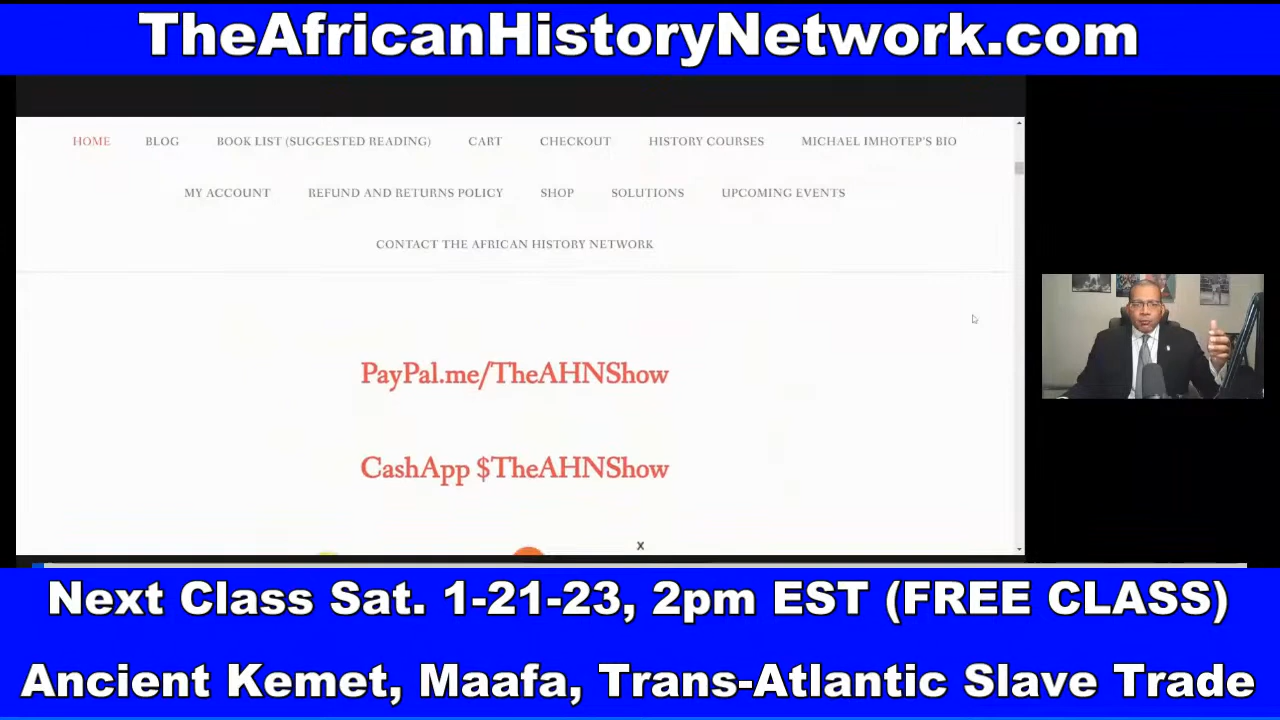 TheAfricanHistoryNetwork.com
HOME BLOG BOOK LIST (SUGGESTED READING) CART CHECKOUT HISTORY COURSES MICHAEL IMHOTEP'S BIO
MY ACCOUNT REFUND AND RETURNS POLICY SHOP SOLUTIONS UPCOMING EVENTS
CONTACT THE AFRICAN HISTORY NETWORK
PayPal.me/TheAHNShow
CashApp $TheAHNShow
X
Next Class Sat. 1-21-23, 2pm EST (FREE CLASS)
Ancient Kemet, Maafa, Trans-Atlantic Slave Trade